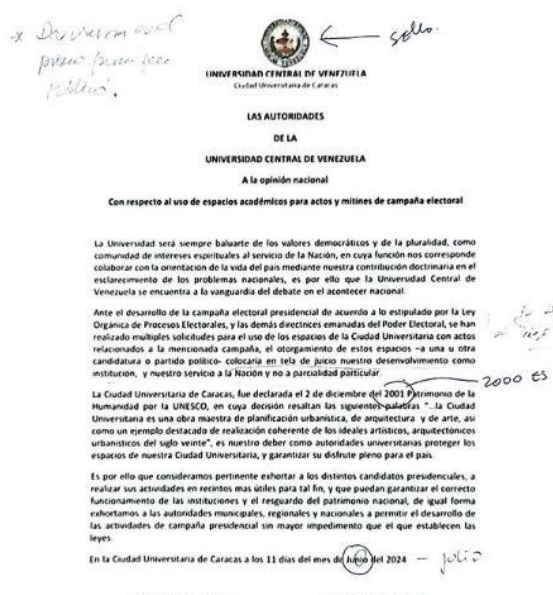 sello.
UNIVERSIDAD CENTRAL DE VENEZUELA
Ciudad Universitaria de Caracas
LAS AUTORIDADES
DE LA
UNIVERSIDAD CENTRAL DE VENEZUELA
A la opinión nacional
Con respecto al uso de espacios académicos para actos y mítines de campaña electoral
La Universidad será siempre baluarte de los valores democráticos y de la pluralidad, como
comunidad de intereses espirituales al servicio de la Nación, en cuya función nos corresponde
colaborar con la orientación de la vida del país mediante nuestra contribución doctrinaria en el
esclarecimiento de los problemas nacionales, es por ello que la Universidad Central de
Venezuela se encuentra a la vanguardia del debate en el acontecer nacional.
Ante el desarrollo de la campaña electoral presidencial de acuerdo a lo estipulado por la Ley
Orgánica de Procesos Electorales, y las demás directrices emanadas del Poder Electoral, se han
realizado múltiples solicitudes para el uso de los espacios de la Ciudad Universitaria con actos
relacionados a la mencionada campaña, el otorgamiento de estos espacios –a una u otra
candidatura o partido político- colocaría en tela de juicio nuestro desenvolvimiento como
institución, y nuestro servicio a la Nación y no a parcialidad particular.
2000 ES
La Ciudad Universitaria de Caracas, fue declarada el 2 de diciembre del 2001 Patrimonio de la
Humanidad por la UNESCO, en cuya decisión resaltan las siguientes palabras "...la Ciudad
Universitaria es una obra maestra de planificación urbanística, de arquitectura y de arte, así
como un ejemplo destacado de realización coherente de los ideales artísticos, arquitectónicos
urbanísticos del siglo veinte", es nuestro deber como autoridades universitarias proteger los
espacios de nuestra Ciudad Universitaria, y garantizar su disfrute pleno para el país.
Es por ello que consideramos pertinente exhortar a los distintos candidatos presidenciales, a
realizar sus actividades en recintos mas útiles para tal fin, y que puedan garantizar el correcto
funcionamiento de las instituciones y el resguardo del patrimonio nacional, de igual forma
exhortamos a las autoridades municipales, regionales y nacionales a permitir el desarrollo de
las actividades de campaña presidencial sin mayor impedimento que el que establecen las
leyes.
En la Ciudad Universitaria de Caracas a los 11 días del mes de Junio del 2024 — julio